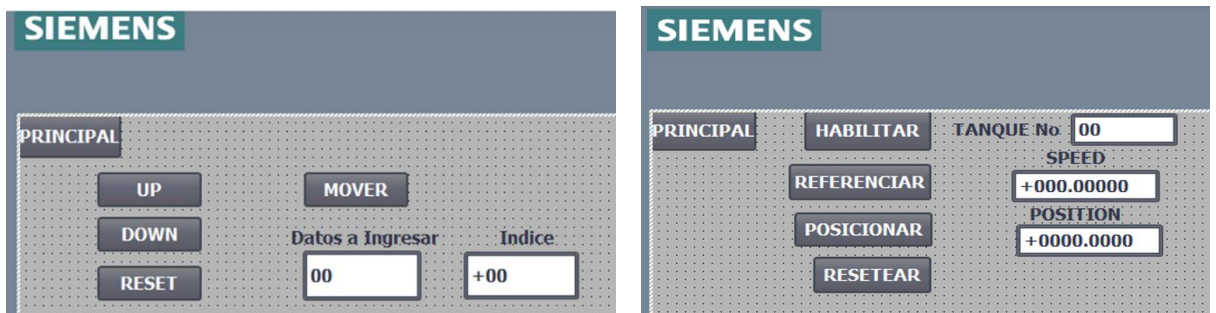 SIEMENS
PRINCIPAL
UP
MOVER
DOWN
Datos a Ingresar
Indice
RESET
00
+00
SIEMENS
PRINCIPAL
HABILITAR
TANQUE No
00
SPEED
REFERENCIAR
+000.00000
POSITION
POSICIONAR
+0000.0000
RESETEAR